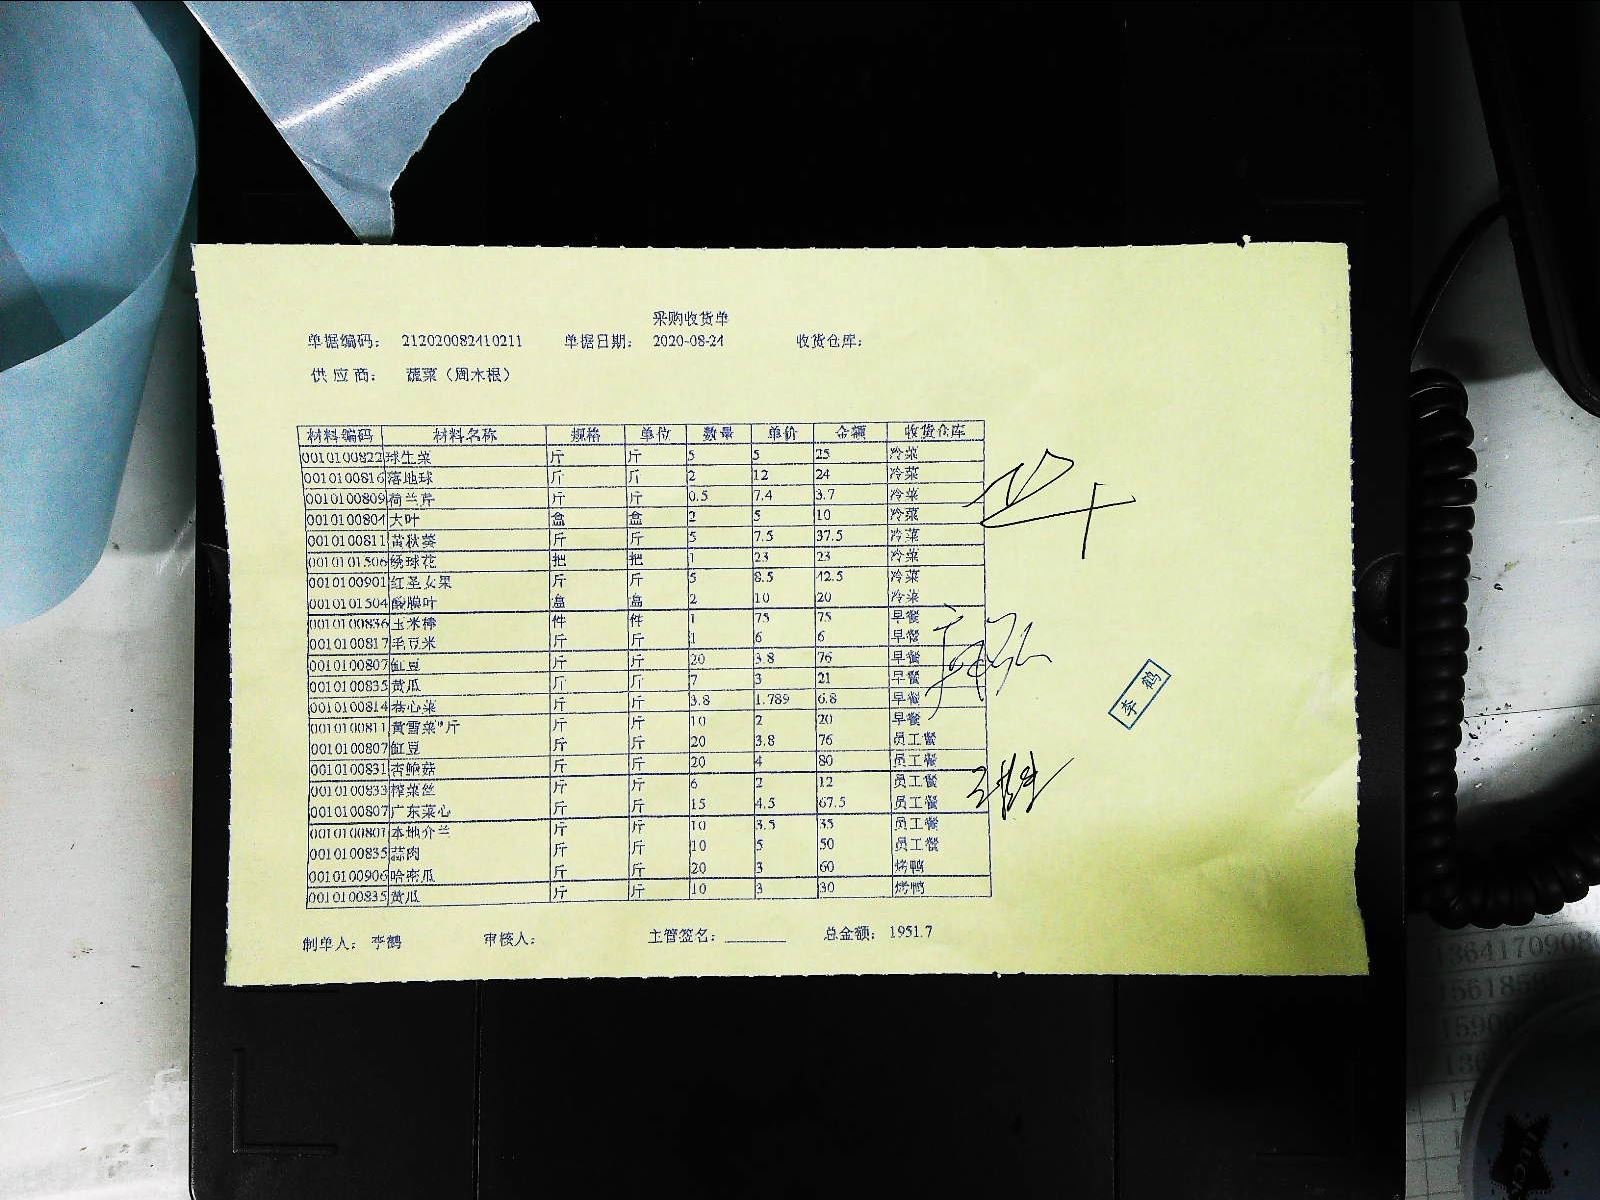 采购收货单
单据编码： 212020082410211 单据日期： 2020-08-24 收货仓库：
供应商： 蔬菜（周木根）
材料编码 材料名称 规格 单位 数量 单价 金额 收货仓库
0010100822 球生菜 斤 斤 5 5 25 冷菜
0010100816 落地球 斤 斤 2 12 24 冷菜
0010100809 荷兰芹 斤 斤 0.5 7.4 3.7 冷菜
0010100804 大叶 盒 盒 2 5 10 冷菜
0010100811 黄秋葵 斤 斤 5 7.5 37.5 冷菜
0010101506 绣球花 把 把 1 23 23 冷菜
0010100901 红圣女果 斤 斤 5 8.5 42.5 冷菜
0010101504 酸膜叶 盒 盒 2 10 20 冷菜
0010100836 玉米棒 件 件 1 75 75 早餐
0010100817 毛豆米 斤 斤 1 6 6 早餐
0010100807 缸豆 斤 斤 20 3.8 76 早餐
0010100835 黄瓜 斤 斤 7 3 21 早餐
0010100814 卷心菜 斤 斤 3.8 1.789 6.8 早餐
0010100811 黄雪菜"斤 斤 斤 10 2 20 早餐
0010100807 缸豆 斤 斤 20 3.8 76 员工餐
0010100831 杏鲍菇 斤 斤 20 4 80 员工餐
0010100833 榨菜丝 斤 斤 6 2 12 员工餐
0010100807 广东菜心 斤 斤 15 4.5 67.5 员工餐
0010100801 本地介兰 斤 斤 10 3.5 35 员工餐
0010100835 蒜肉 斤 斤 10 5 50 员工餐
0010100906 哈密瓜 斤 斤 20 3 60 烤鸭
0010100835 黄瓜 斤 斤 10 3 30 烤鸭
李鹤
制单人： 李鹤 审核人： 主管签名： 总金额： 1951.7